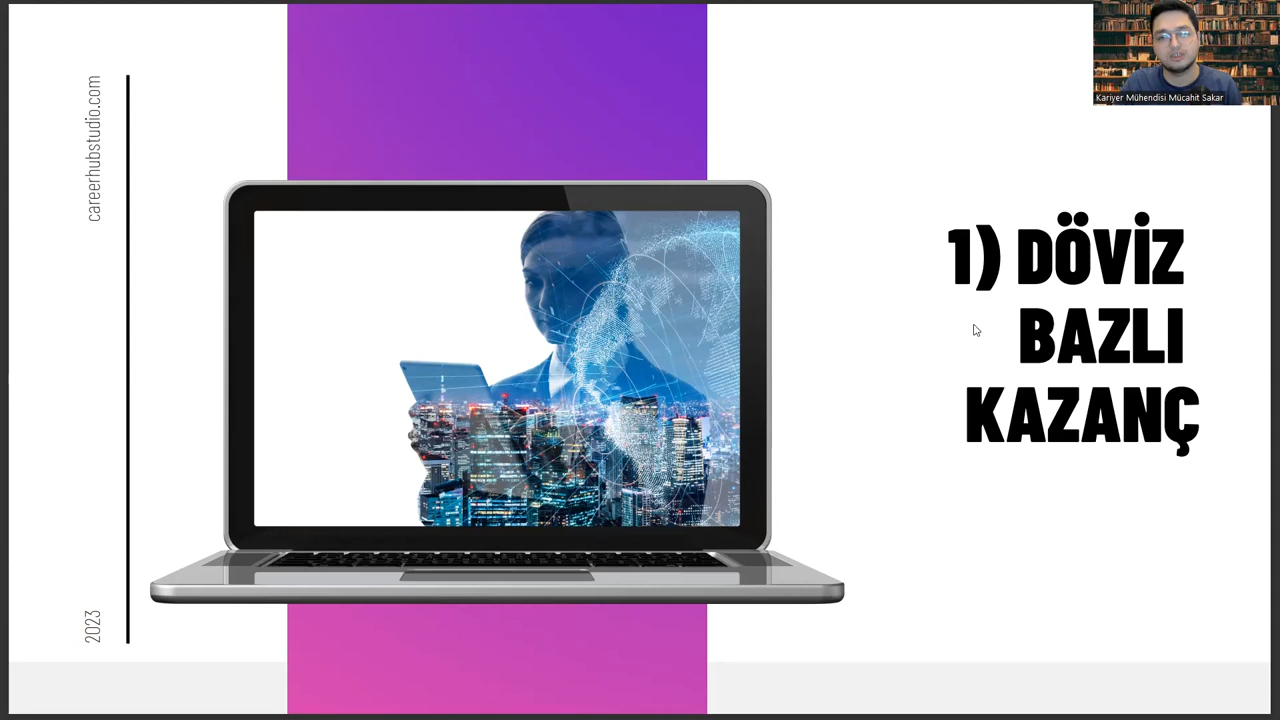 careerhubstudio.com
2023
Kariyer Mühendisi Mücahit Sakar
1) DÖVİZ
BAZLI
KAZANÇ